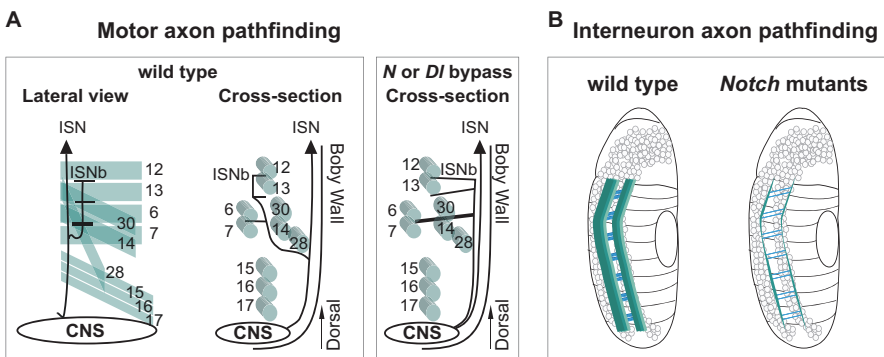 A
Motor axon pathfinding
wild type
Lateral view
Cross-section
ISN
ISNb
12
13
6
7
30
14
28
15
16
17
CNS
ISN
ISNb
12
13
6
7
30
14
28
15
16
17
CNS
Boby Wall
Dorsal
N or Dl bypass
Cross-section
ISN
ISNb
12
13
6
7
30
14
28
15
16
17
CNS
Boby Wall
Dorsal
B
Interneuron axon pathfinding
wild type
Notch mutants